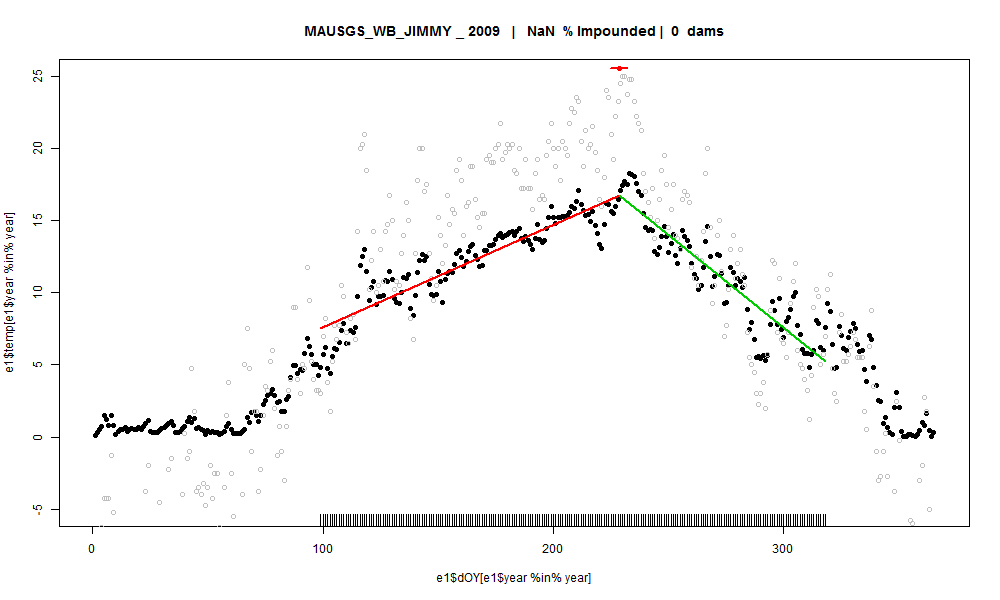 MAUSGS_WB_JIMMY _ 2009 | NaN % Impounded | 0 dams
e1$temp[e1$year %in% year]
25
20
15
10
5
0
-5
0 100 200 300
e1$dOY[e1$year %in% year]